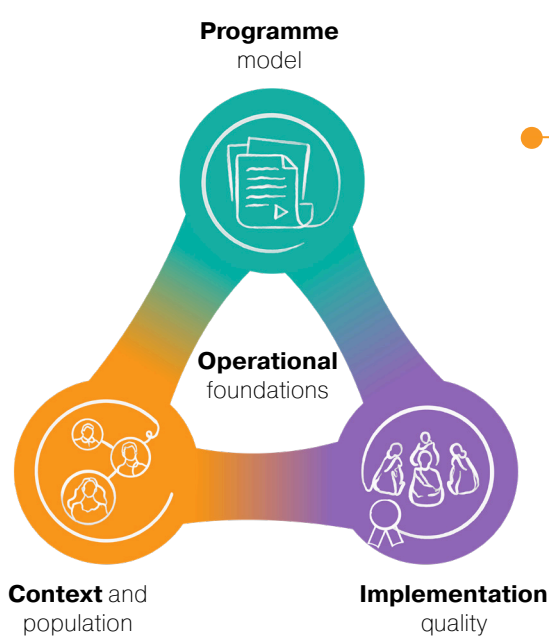 Programme
model
Operational
foundations
Context and
population
Implementation
quality